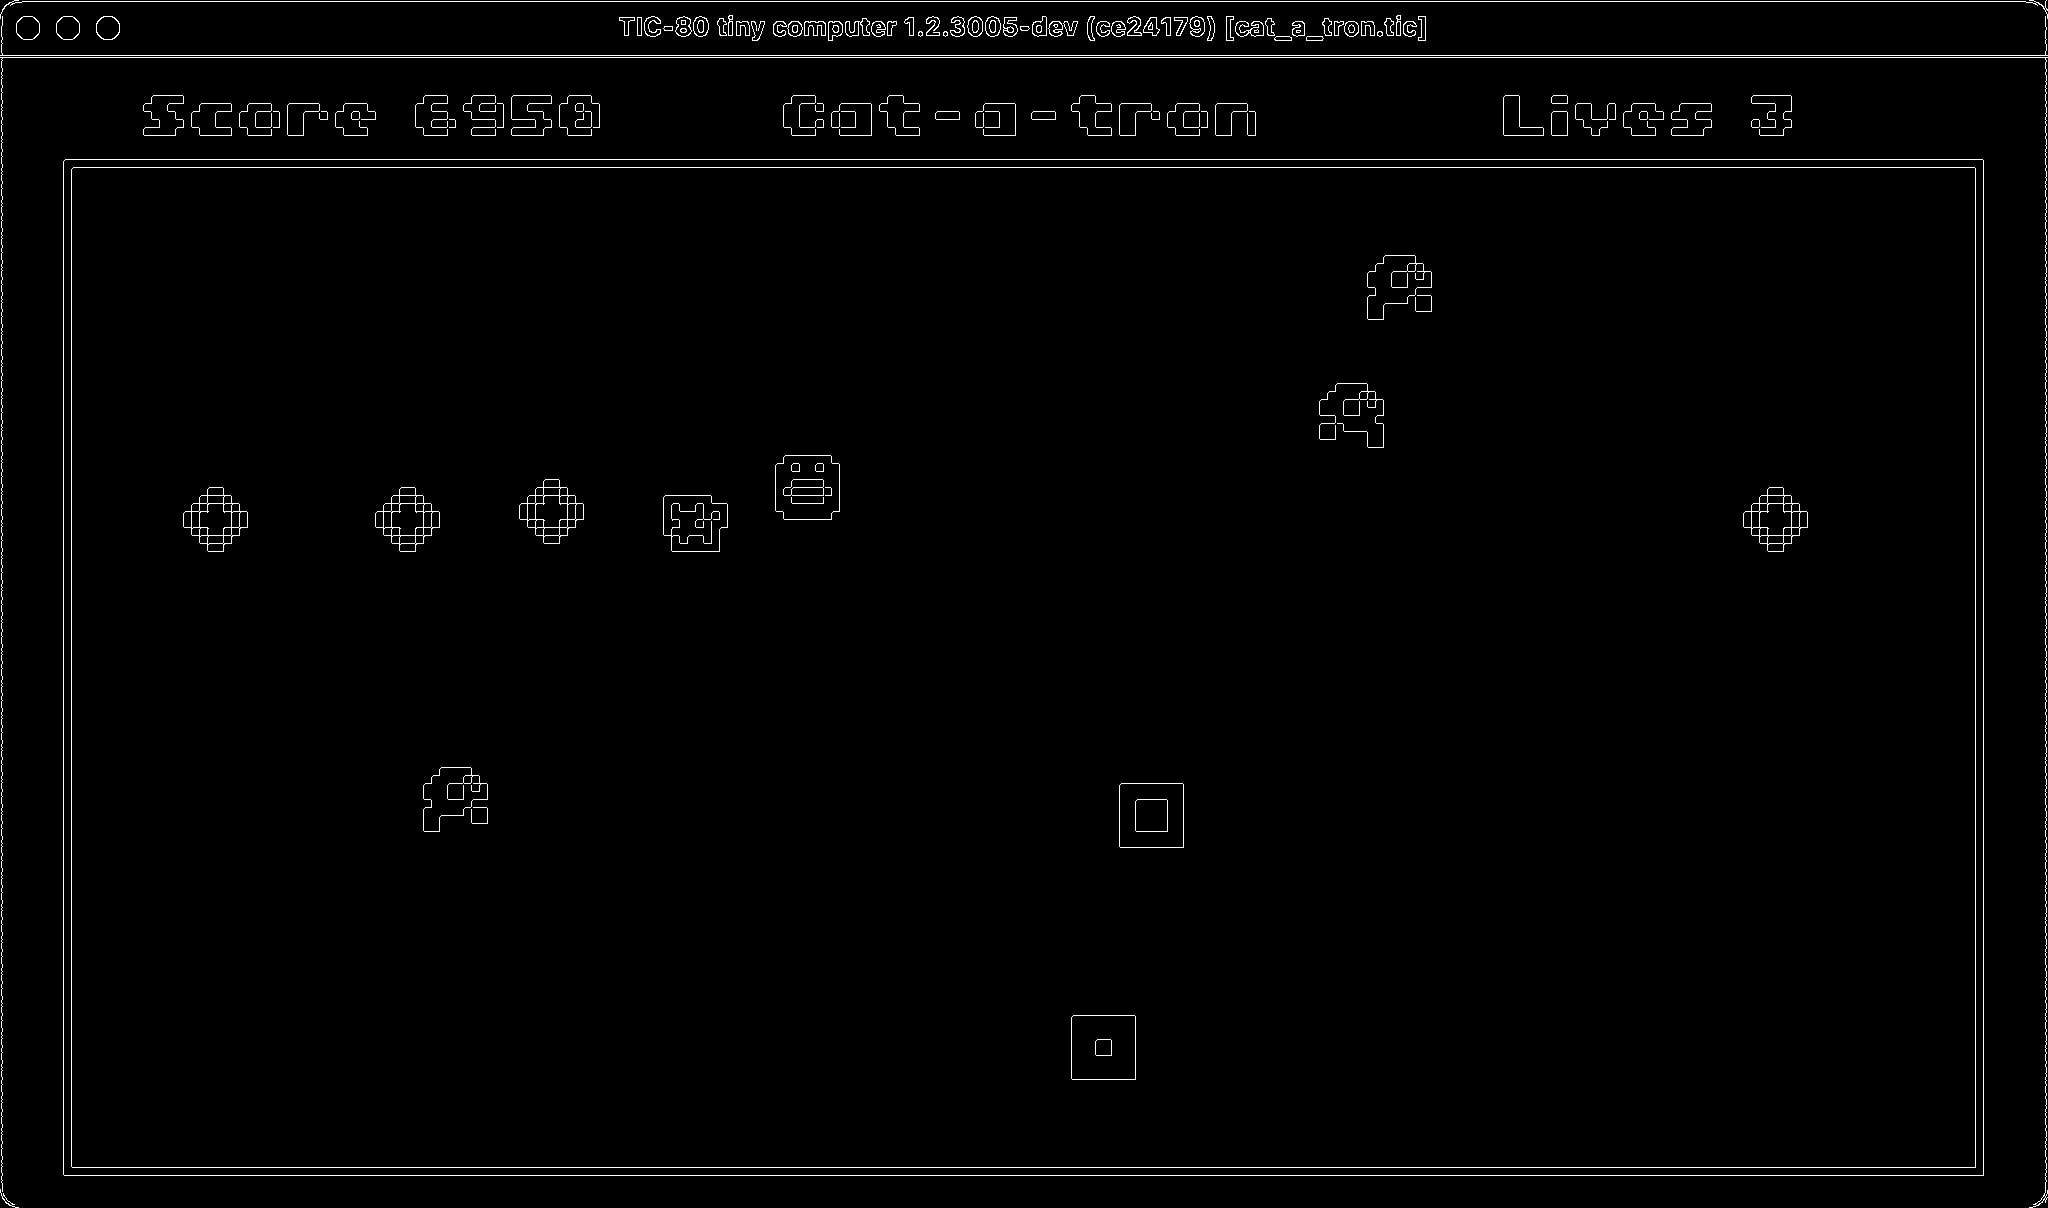 TIC-80 tiny computer 1.2.3005-dev (ce24179) [cat_a_tron.tic]
Score 6950 Cat-a-tron Lives 3